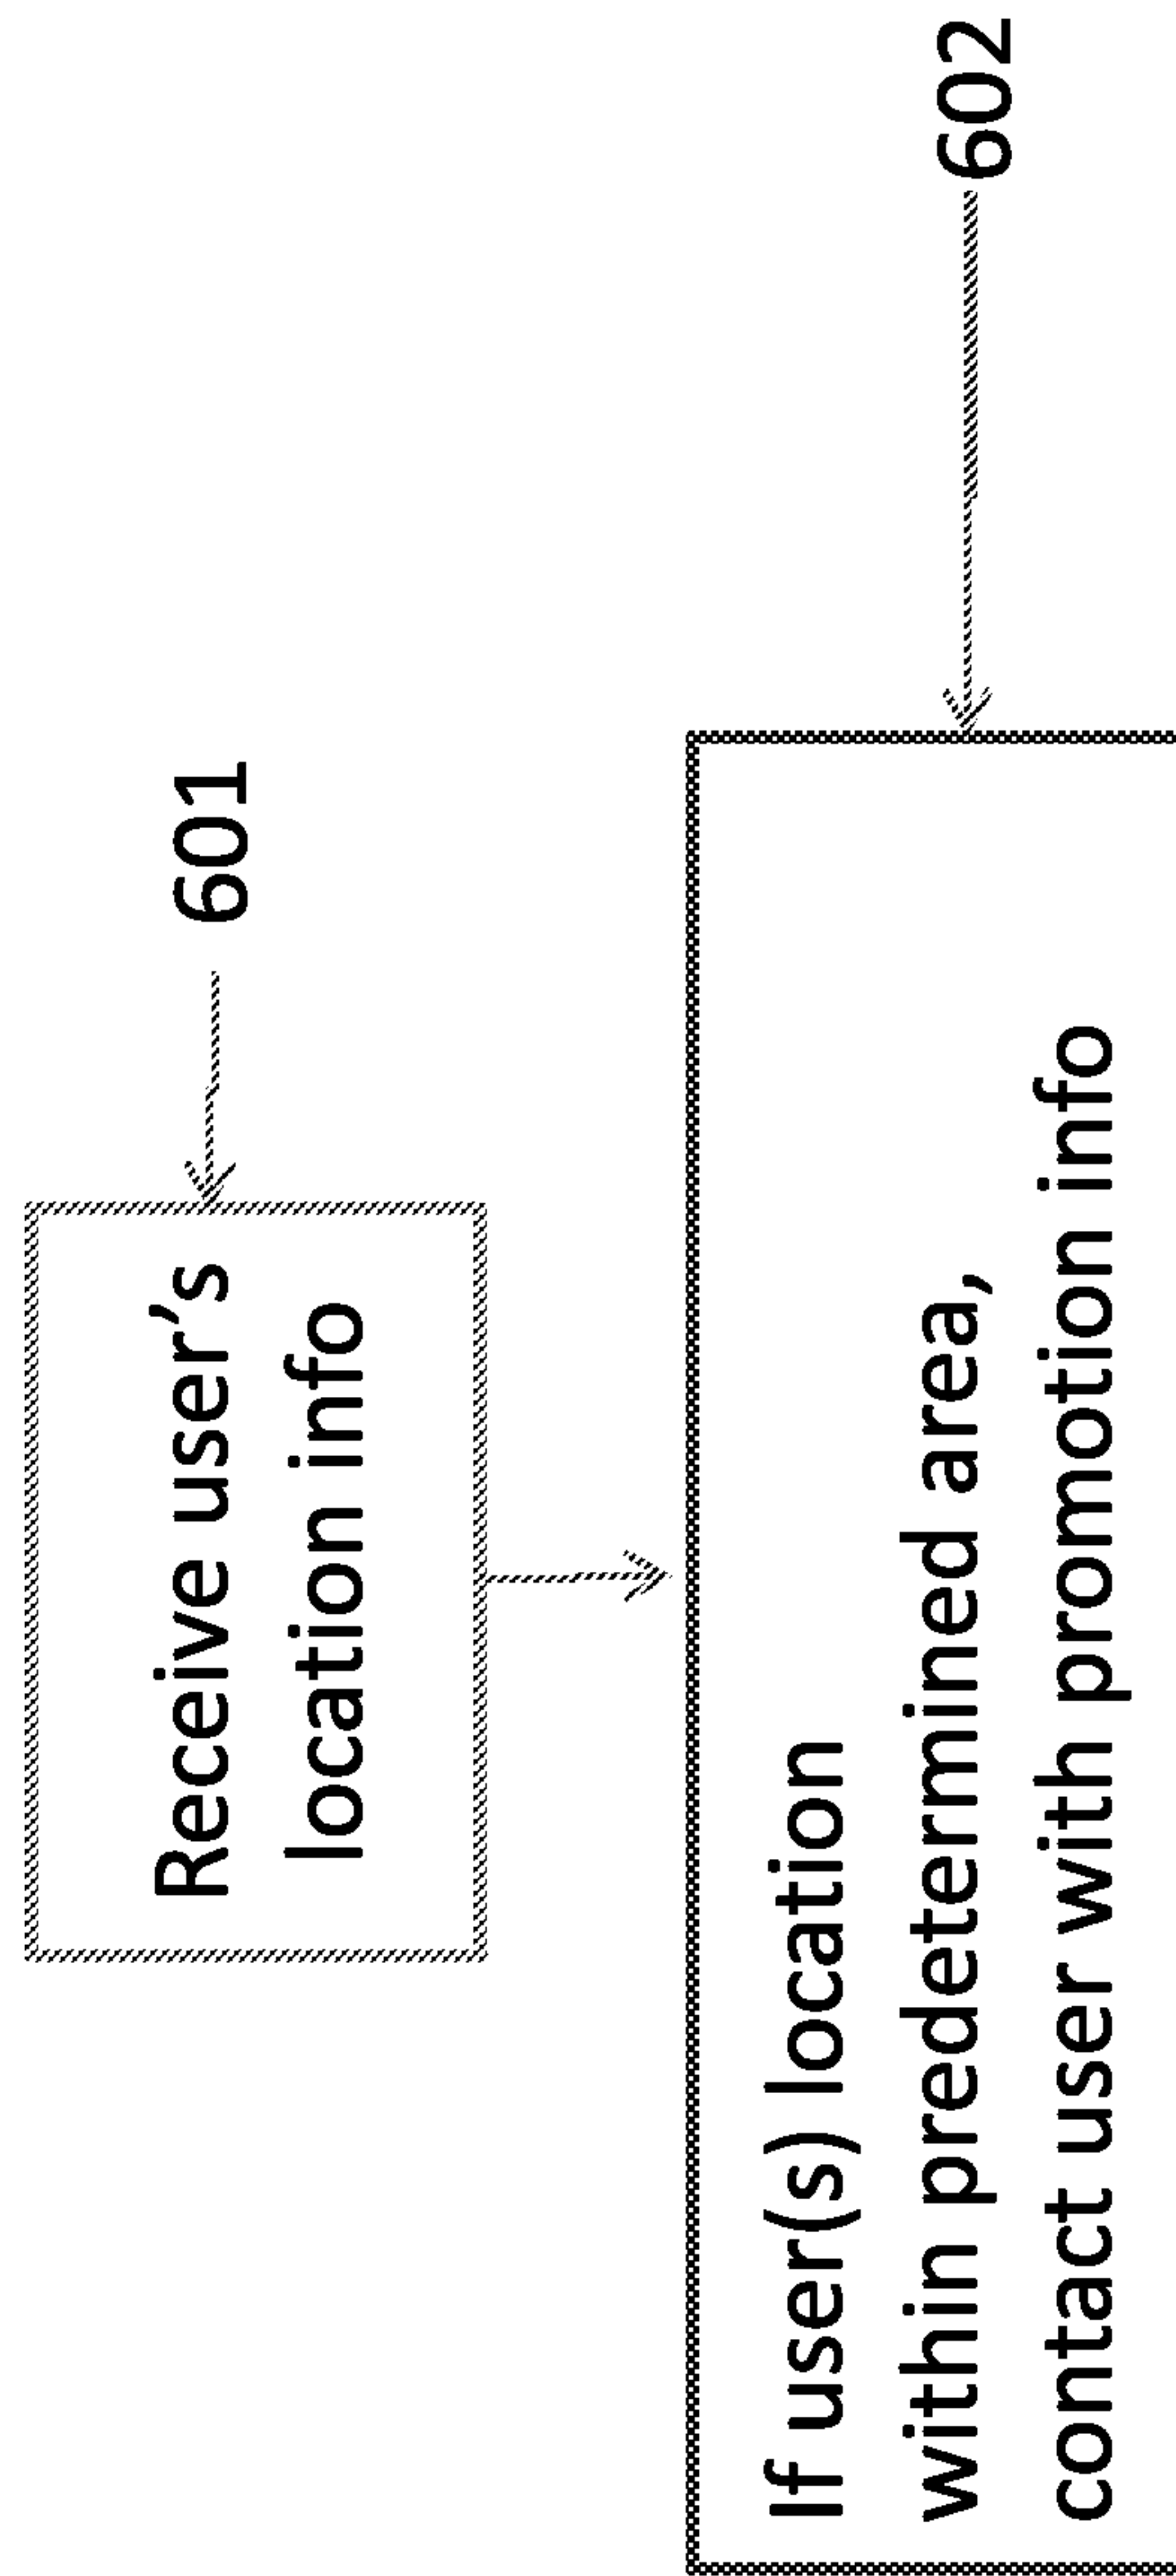 Receive user’s
location info
601
If user(s) location
within predetermined area,
contact user with promotion info
602